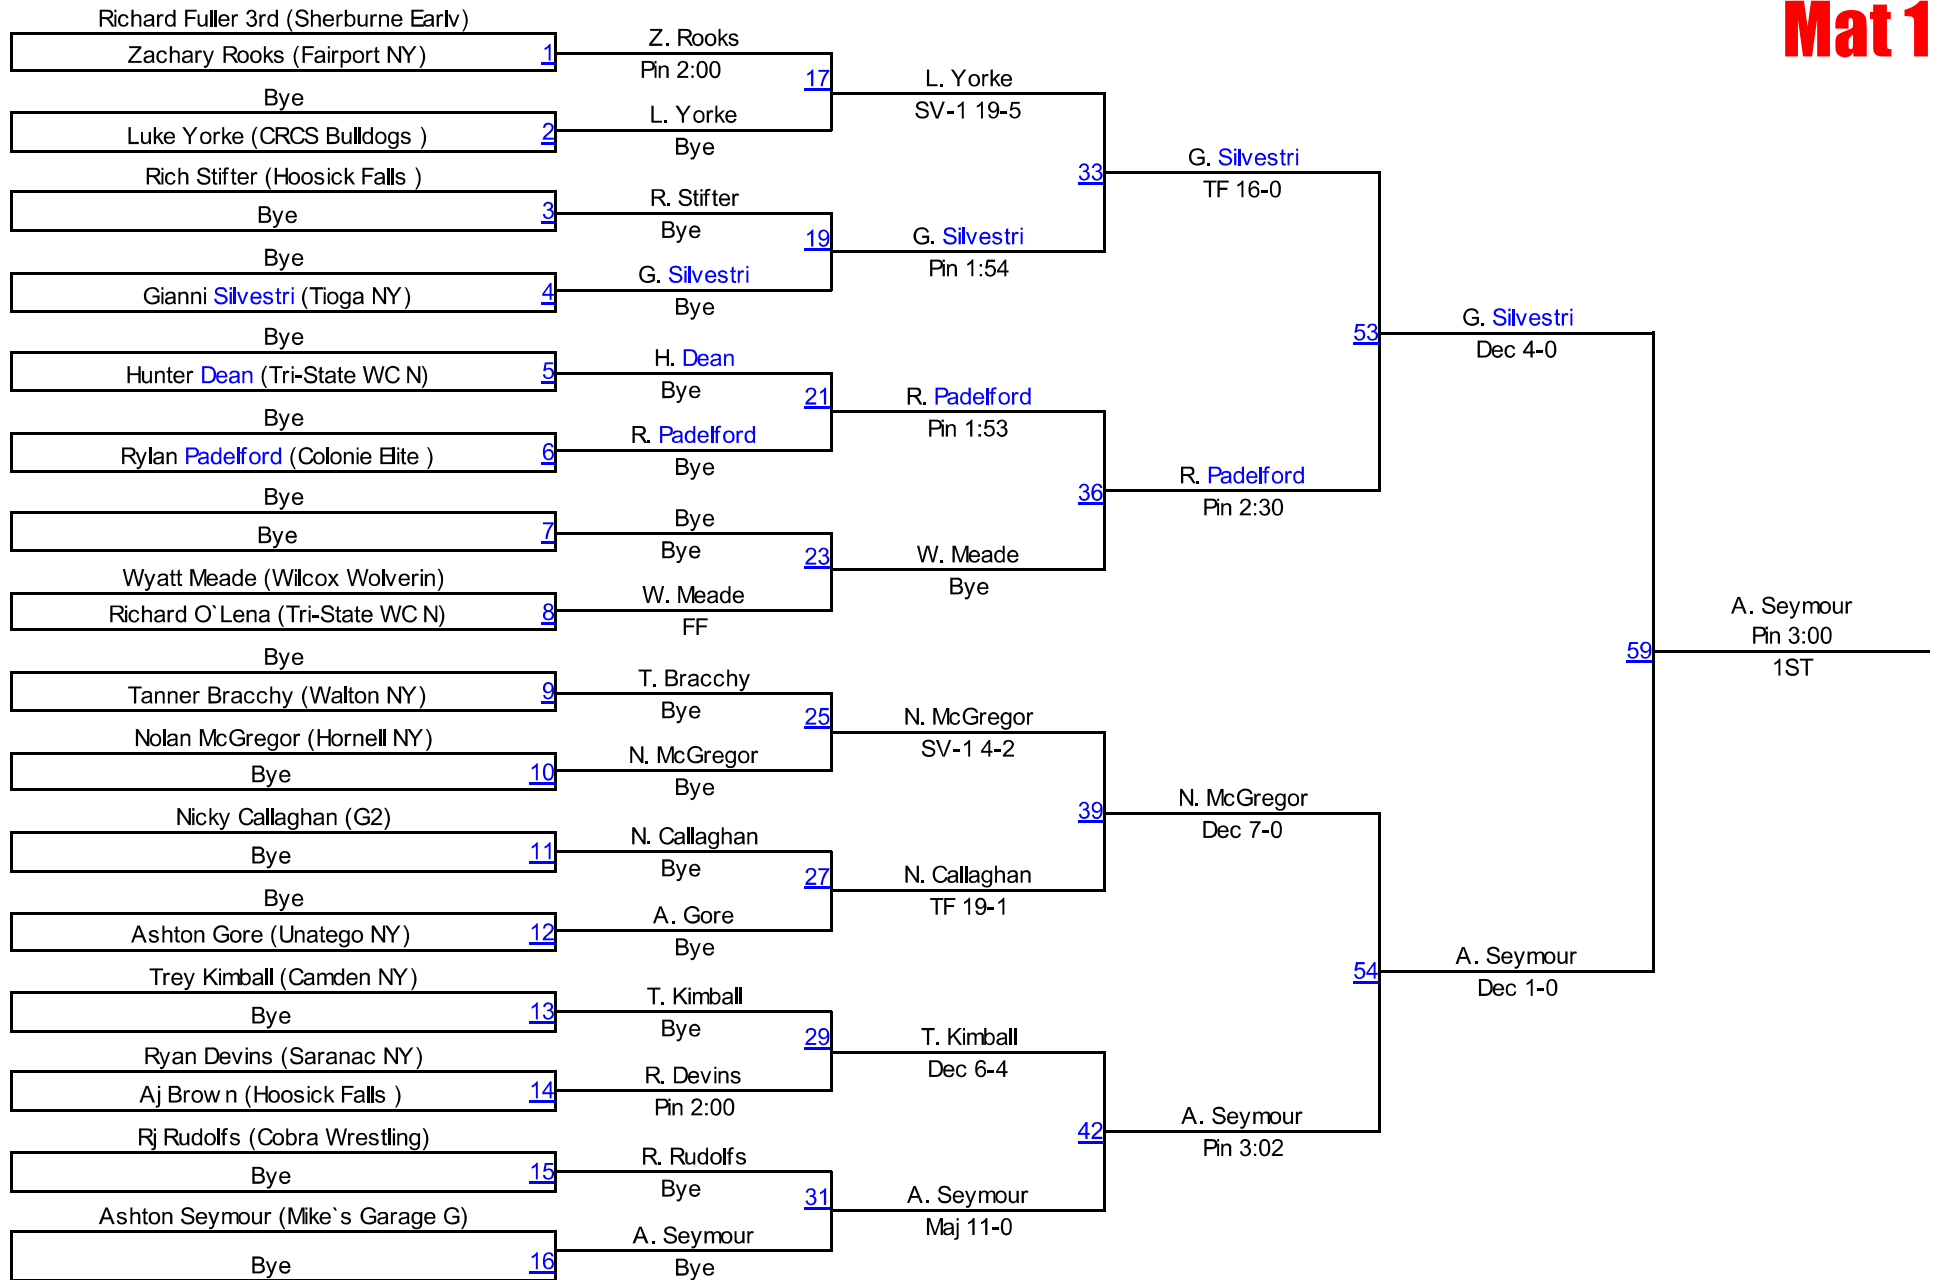 Mat 1
Richard Fuller 3rd (Sherburne Earlv)
Zachary Rooks (Fairport NY)
1
Bye
Luke Yorke (CRCS Bulldogs )
2
Rich Stifter (Hoosick Falls )
Bye
3
Bye
Gianni Silvestri (Tioga NY)
4
Bye
Hunter Dean (Tri-State WC N)
5
Bye
Rylan Padelford (Colonie Elite )
6
Bye
Bye
7
Wyatt Meade (Wilcox Wolverin)
Richard O`Lena (Tri-State WC N)
8
Bye
Tanner Bracchy (Walton NY)
9
Nolan McGregor (Hornell NY)
Bye
10
Nicky Callaghan (G2)
Bye
11
Bye
Ashton Gore (Unatego NY)
12
Trey Kimball (Camden NY)
Bye
13
Ryan Devins (Saranac NY)
Aj Brown (Hoosick Falls )
14
Rj Rudolfs (Cobra Wrestling)
Bye
15
Ashton Seymour (Mike`s Garage G)
Bye
16
Z. Rooks
Pin 2:00
17
L. Yorke
Bye
R. Stifter
Bye
19
G. Silvestri
Bye
H. Dean
Bye
21
R. Padelford
Bye
Bye
Bye
23
W. Meade
FF
T. Bracchy
Bye
25
N. McGregor
Bye
N. Callaghan
Bye
27
A. Gore
Bye
T. Kimball
Bye
29
R. Devins
Pin 2:00
R. Rudolfs
Bye
31
A. Seymour
Bye
L. Yorke
SV-1 19-5
33
G. Silvestri
Pin 1:54
R. Padelford
Pin 1:53
36
W. Meade
Bye
N. McGregor
SV-1 4-2
39
N. Callaghan
TF 19-1
T. Kimball
Dec 6-4
42
A. Seymour
Maj 11-0
G. Silvestri
TF 16-0
53
R. Padelford
Pin 2:30
N. McGregor
Dec 7-0
54
A. Seymour
Pin 3:02
G. Silvestri
Dec 4-0
59
A. Seymour
Dec 1-0
A. Seymour
Pin 3:00
1ST